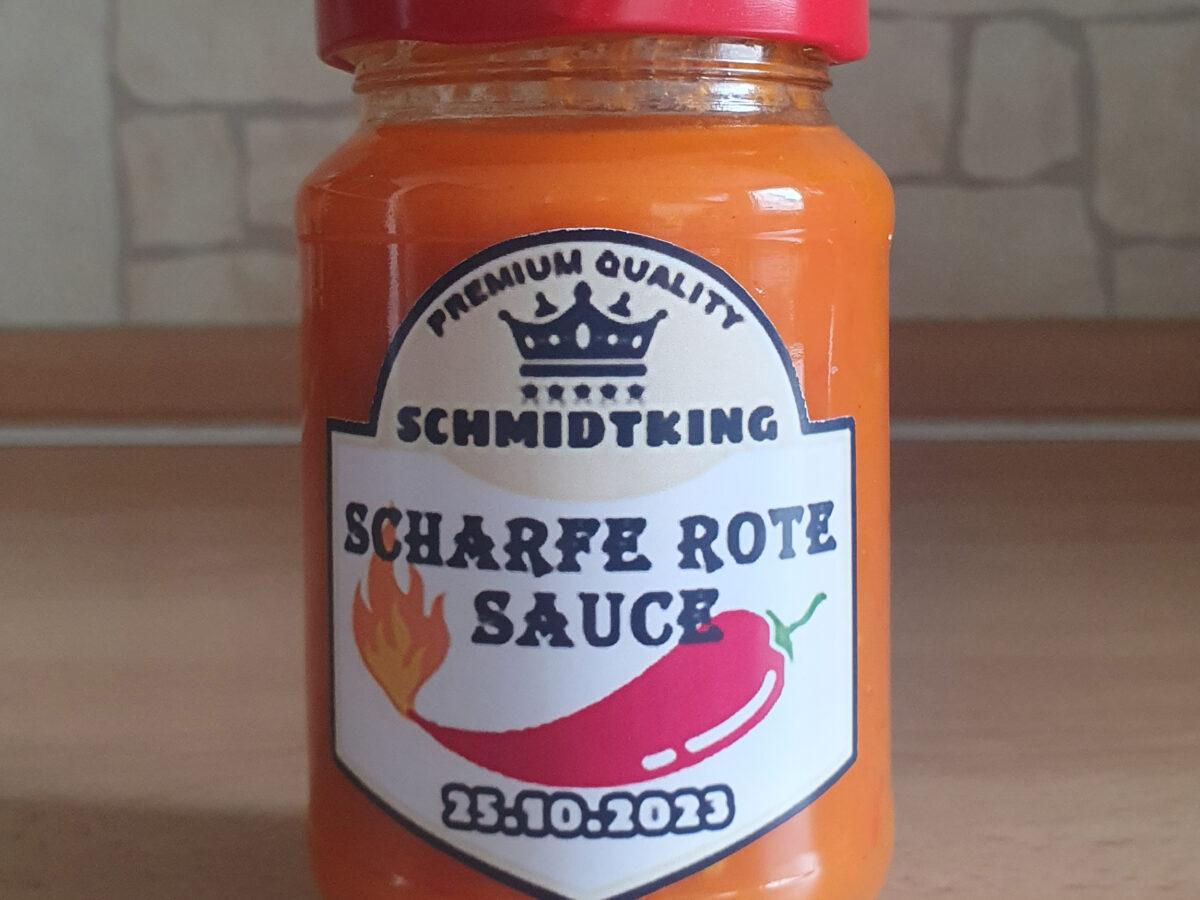 PREMIUM QUALITY
SCHMIDTKING
SCHARFE ROTE
SAUCE
25.10.2023